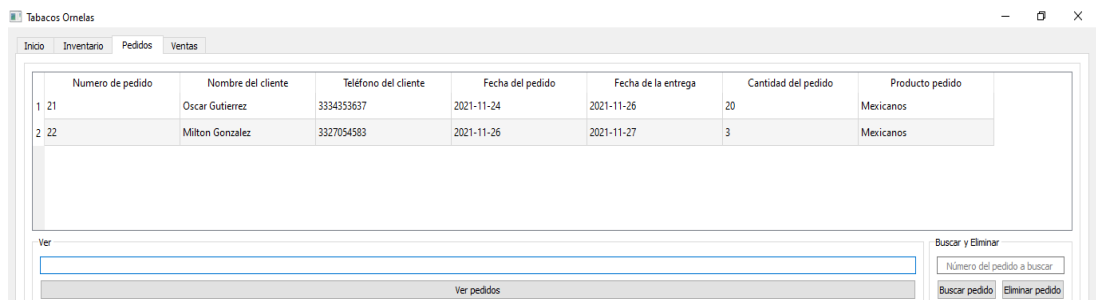 Tabacos Ornelas
Inicio Inventario Pedidos Ventas
Numero de pedido Nombre del cliente Teléfono del cliente Fecha del pedido Fecha de la entrega Cantidad del pedido Producto pedido
1 21 Oscar Gutierrez 3334353637 2021-11-24 2021-11-26 20 Mexicanos
2 22 Milton Gonzalez 3327054583 2021-11-26 2021-11-27 3 Mexicanos
Ver Buscar y Eliminar
Número del pedido a buscar
Ver pedidos Buscar pedido Eliminar pedido